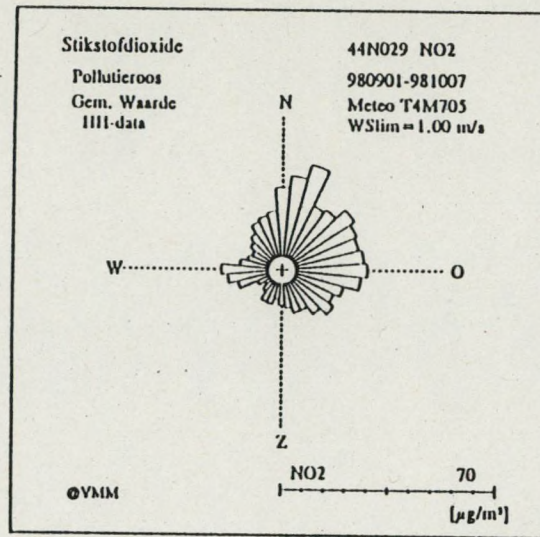 Stikstofdioxide
Pollutieroos
Gem. Waarde
IIII-data
44N029 NO2
980901-981007
Meteo T4M705
WSlim=1.00 m/s
N
W
O
Z
NO2 70
[µg/m³]
@VMM